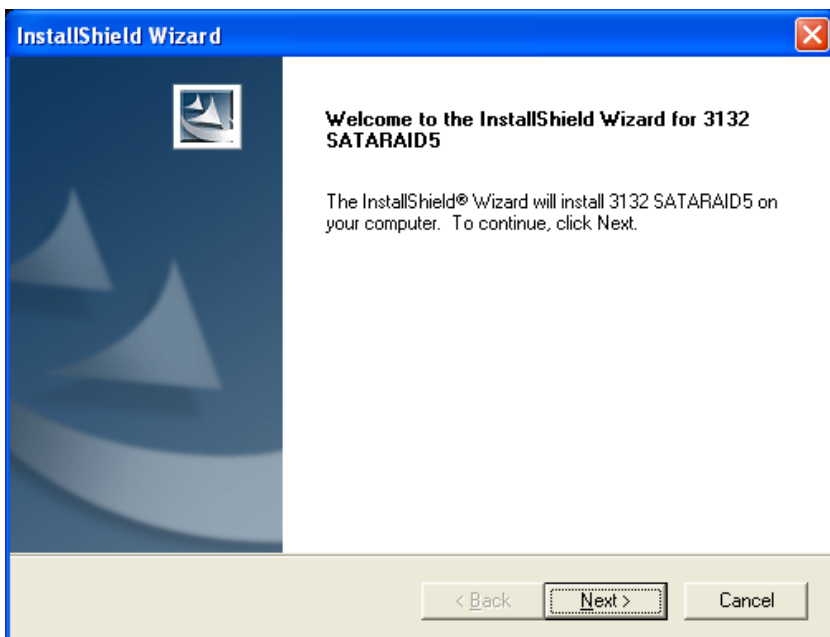 InstallShield Wizard
Welcome to the InstallShield Wizard for 3132
SATARAID5
The InstallShield® Wizard will install 3132 SATARAID5 on
your computer. To continue, click Next.
< Back
Next >
Cancel